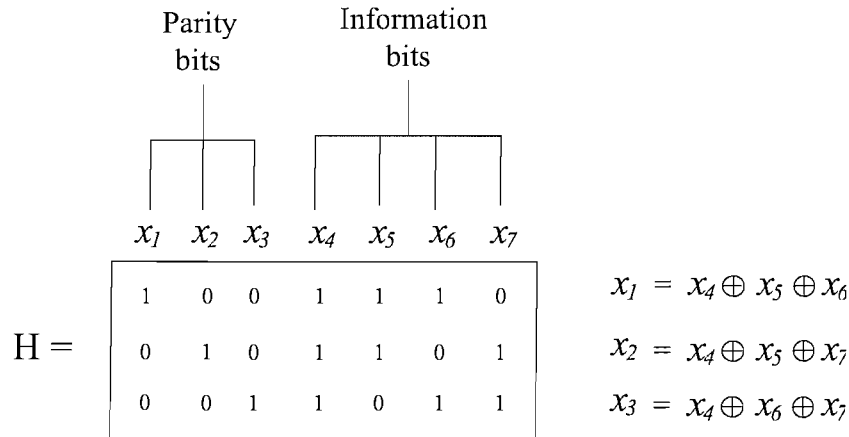 Parity bits
Information bits
x₁ x₂ x₃ x₄ x₅ x₆ x₇
1 0 0 1 1 1 0
x₁ = x₄ ⊕ x₅ ⊕ x₆
H =
0 1 0 1 1 0 1
x₂ = x₄ ⊕ x₅ ⊕ x₇
0 0 1 1 0 1 1
x₃ = x₄ ⊕ x₆ ⊕ x₇